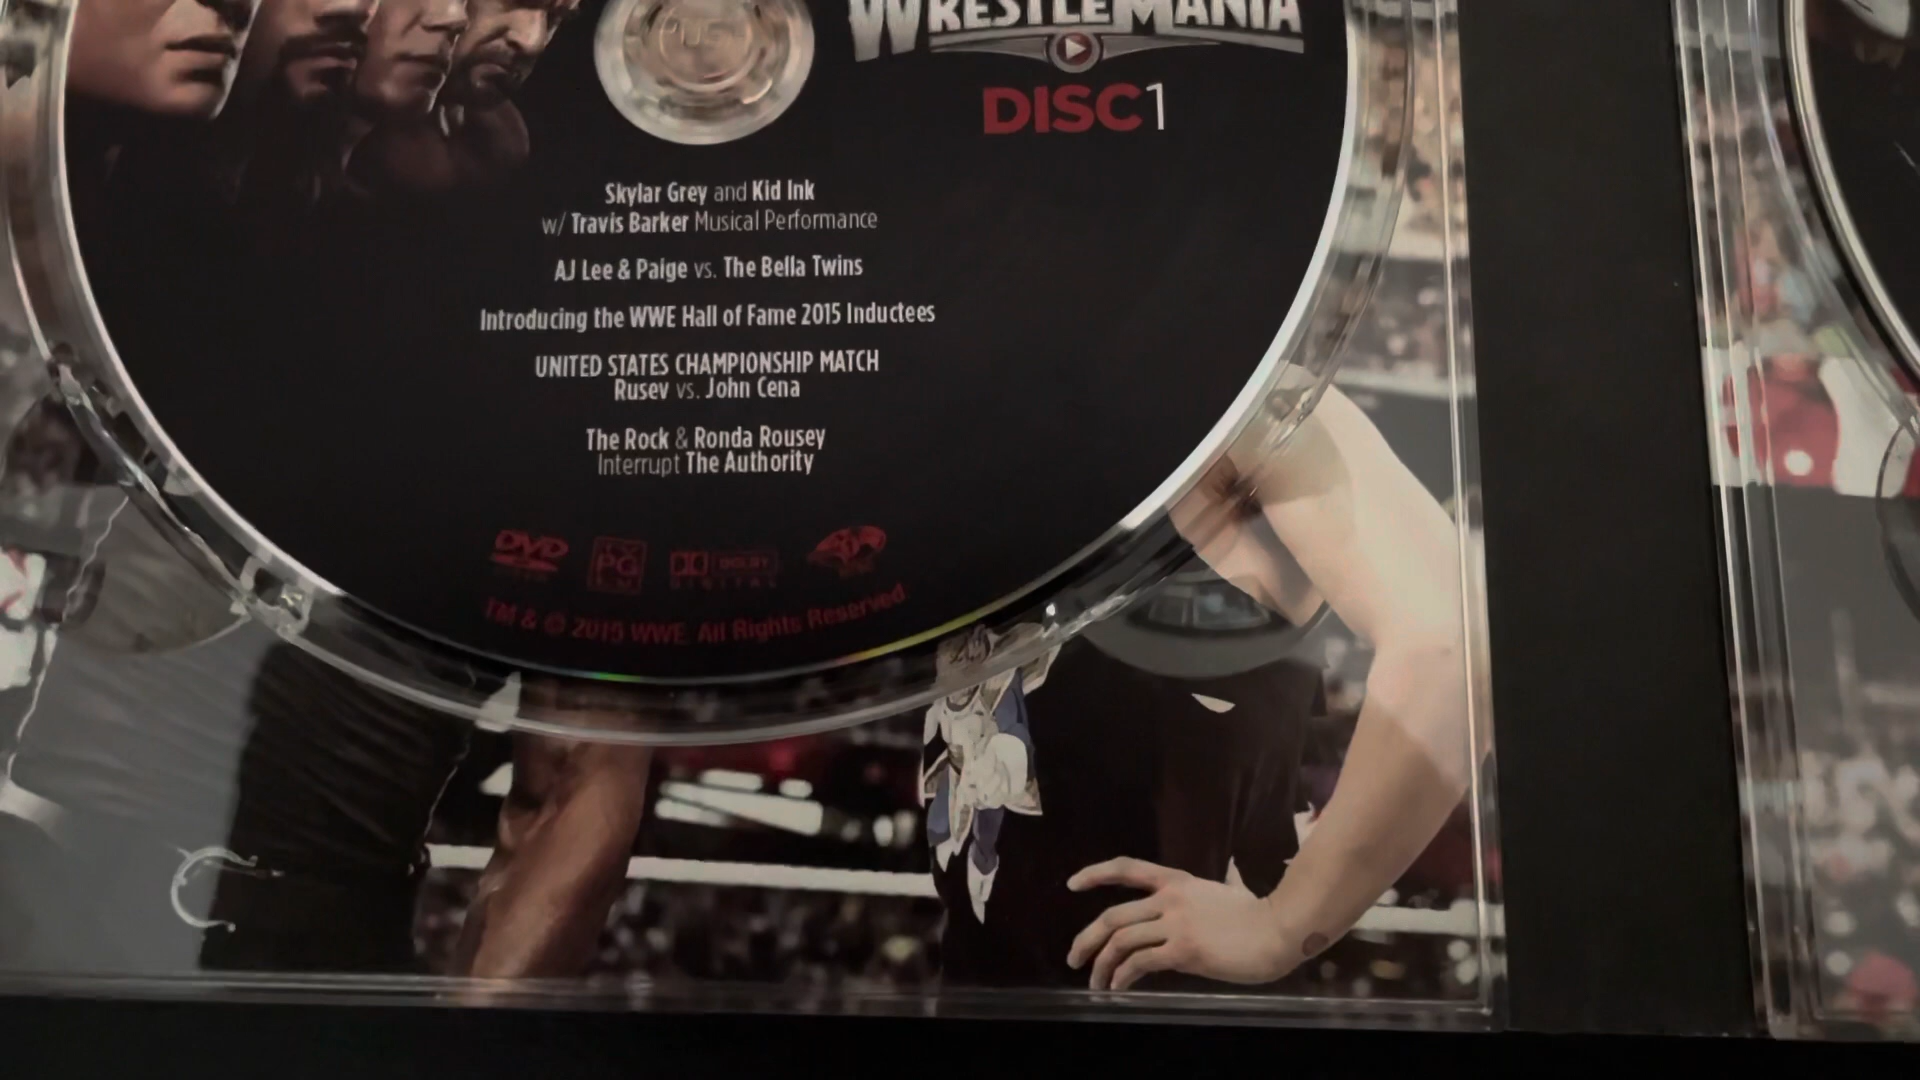 WRESTLEMANIA
DISC1
Skylar Grey and Kid Ink
w/ Travis Barker Musical Performance
AJ Lee & Paige vs. The Bella Twins
Introducing the WWE Hall of Fame 2015 Inductees
UNITED STATES CHAMPIONSHIP MATCH
Rusev vs. John Cena
The Rock & Ronda Rousey
Interrupt The Authority
DVD PG DOLBY DIGITAL
TM & © 2015 WWE. All Rights Reserved.